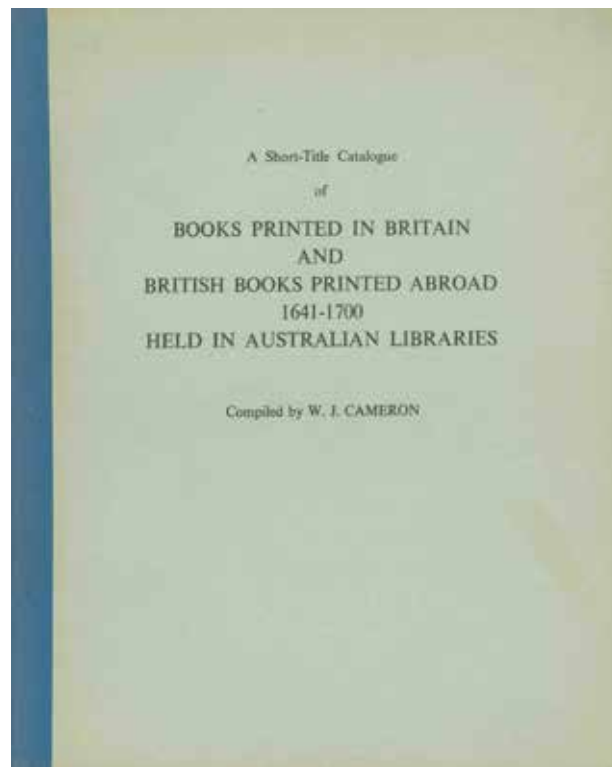 A Short-Title Catalogue
of
BOOKS PRINTED IN BRITAIN
AND
BRITISH BOOKS PRINTED ABROAD
1641-1700
HELD IN AUSTRALIAN LIBRARIES
Compiled by W. J. CAMERON